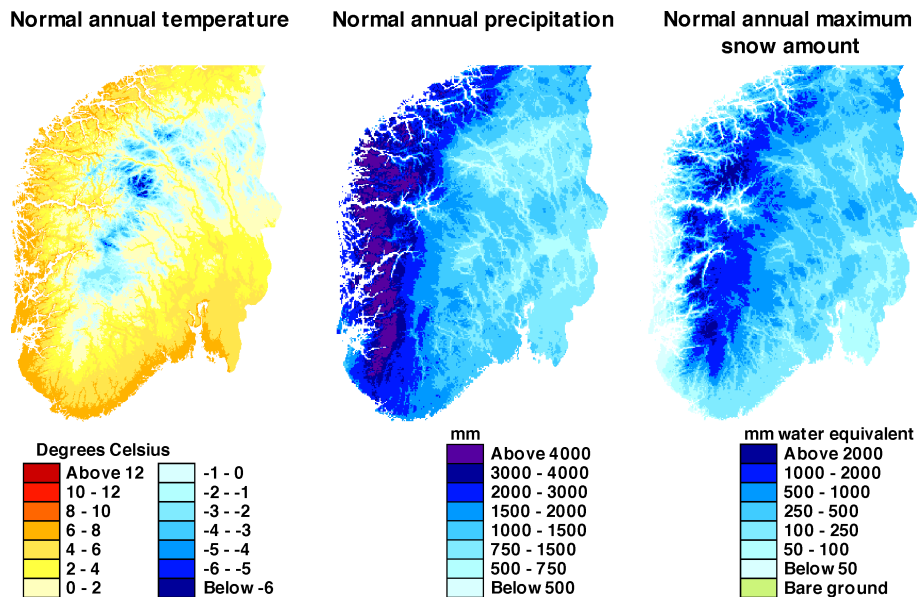 Normal annual temperature
Normal annual precipitation
Normal annual maximum
snow amount
Degrees Celsius
Above 12
10 - 12
8 - 10
6 - 8
4 - 6
2 - 4
0 - 2
-1 - 0
-2 - -1
-3 - -2
-4 - -3
-5 - -4
-6 - -5
Below -6
mm
Above 4000
3000 - 4000
2000 - 3000
1500 - 2000
1000 - 1500
750 - 1500
500 - 750
Below 500
mm water equivalent
Above 2000
1000 - 2000
500 - 1000
250 - 500
100 - 250
50 - 100
Below 50
Bare ground